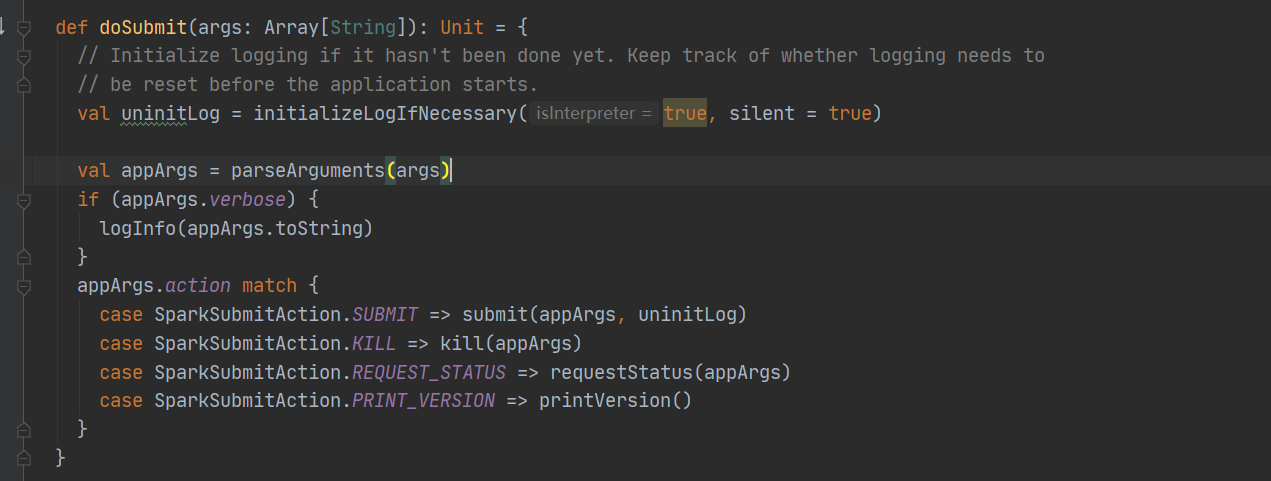 def doSubmit(args: Array[String]): Unit = {
// Initialize logging if it hasn't been done yet. Keep track of whether logging needs to
// be reset before the application starts.
val uninitLog = initializeLogIfNecessary( isInterpreter = true, silent = true)
val appArgs = parseArguments(args)
if (appArgs.verbose) {
logInfo(appArgs.toString)
}
appArgs.action match {
case SparkSubmitAction.SUBMIT => submit(appArgs, uninitLog)
case SparkSubmitAction.KILL => kill(appArgs)
case SparkSubmitAction.REQUEST_STATUS => requestStatus(appArgs)
case SparkSubmitAction.PRINT_VERSION => printVersion()
}
}